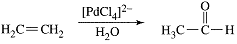 H₂C=CH₂ [PdCl₄]²⁻ H₂O O H₃C C H